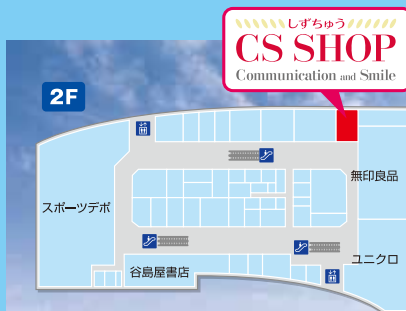 しずちゅう
CS SHOP
Communication and Smile
2F
無印良品
スポーツデポ
ユニクロ
谷島屋書店